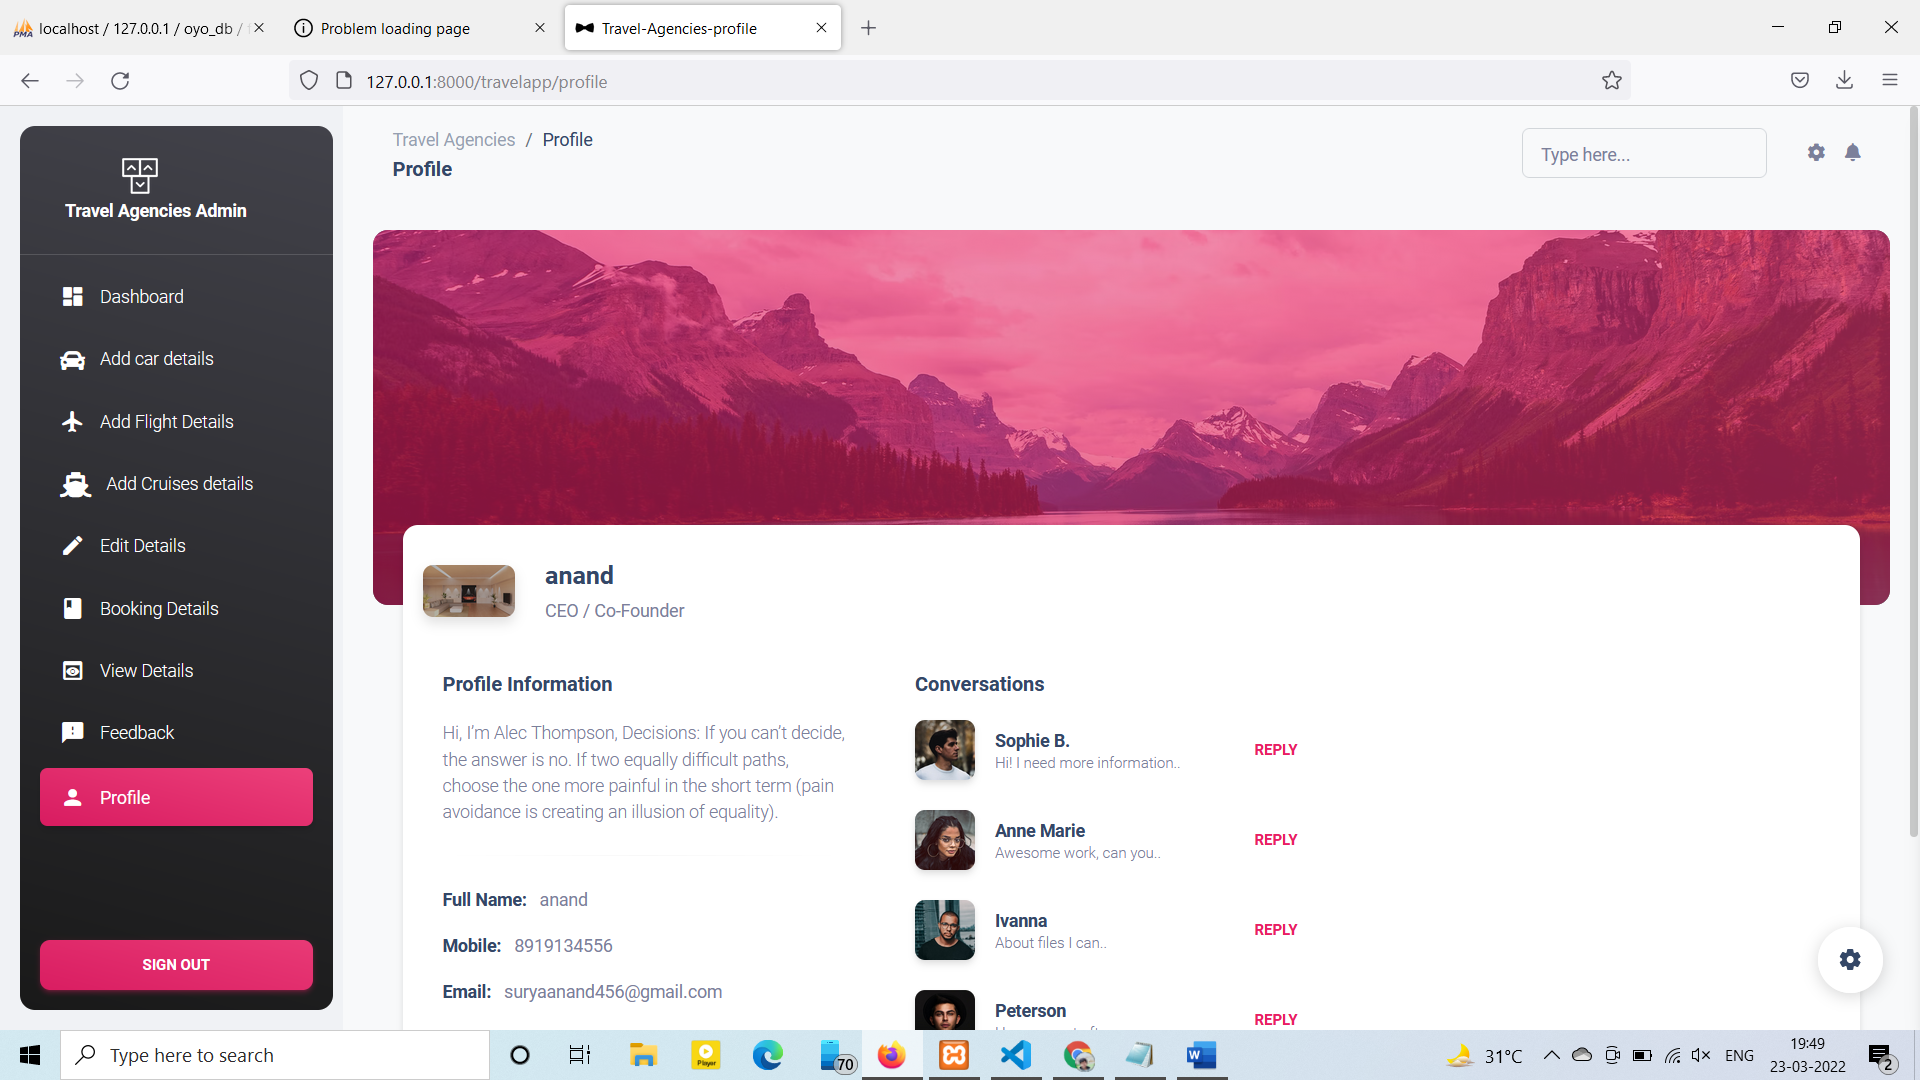 localhost / 127.0.0.1 / oyo_db /
Problem loading page
Travel-Agencies-profile
127.0.0.1:8000/travelapp/profile
Travel Agencies Admin
Dashboard
Add car details
Add Flight Details
Add Cruises details
Edit Details
Booking Details
View Details
Feedback
Profile
SIGN OUT
Travel Agencies / Profile
Profile
Type here...
anand
CEO / Co-Founder
Profile Information
Hi, I’m Alec Thompson, Decisions: If you can’t decide,
the answer is no. If two equally difficult paths,
choose the one more painful in the short term (pain
avoidance is creating an illusion of equality).
Full Name: anand
Mobile: 8919134556
Email: suryaanand456@gmail.com
Conversations
Sophie B.
Hi! I need more information..
REPLY
Anne Marie
Awesome work, can you..
REPLY
Ivanna
About files I can..
REPLY
Peterson
REPLY
Type here to search
Player
70
31°C
ENG
19:49
23-03-2022
2